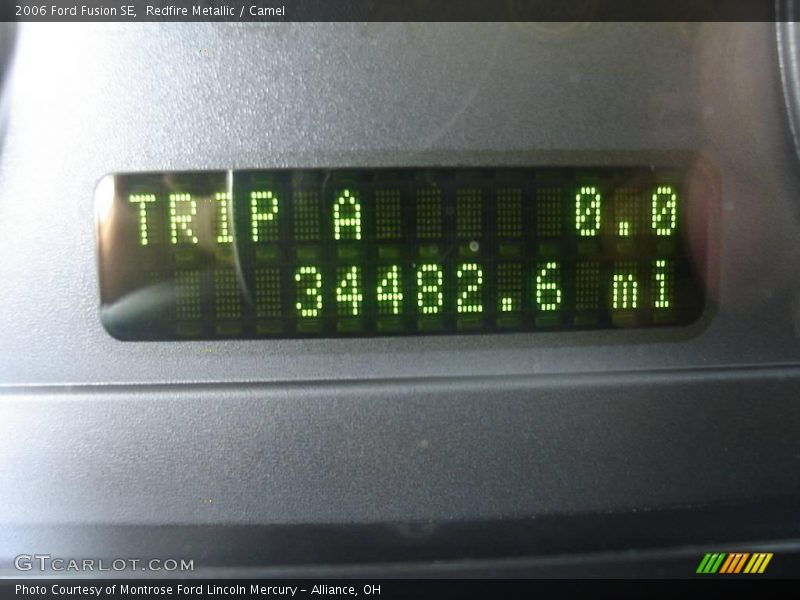 2006 Ford Fusion SE, Redfire Metallic / Camel
TRIP A 0.0
34482.6 mi
GTCARLOT.COM
Photo Courtesy of Montrose Ford Lincoln Mercury - Alliance, OH